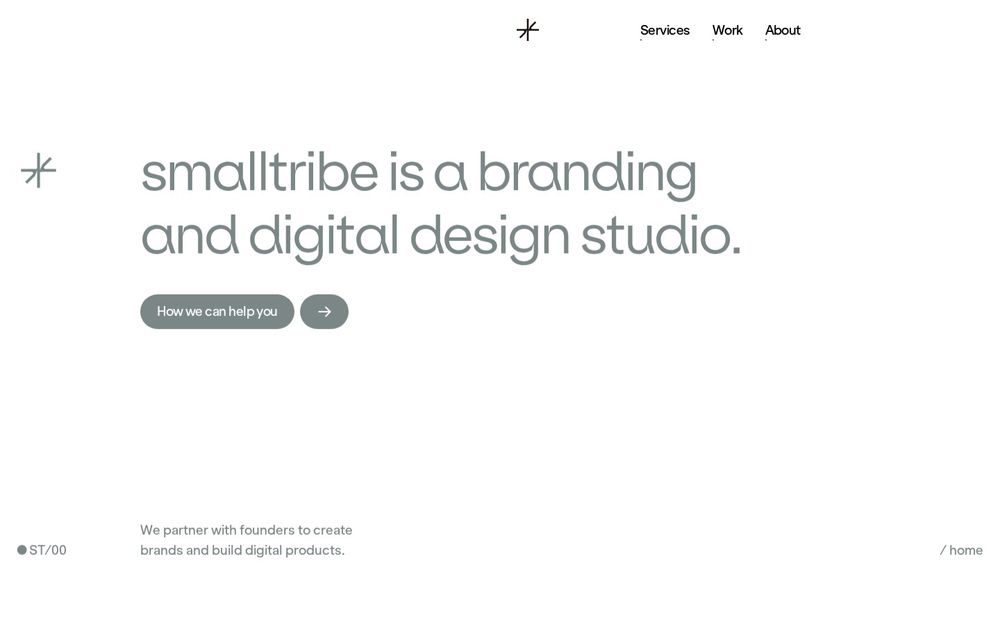 Services Work About
smalltribe is a branding
and digital design studio.
How we can help you →
We partner with founders to create
brands and build digital products.
ST/00
/ home